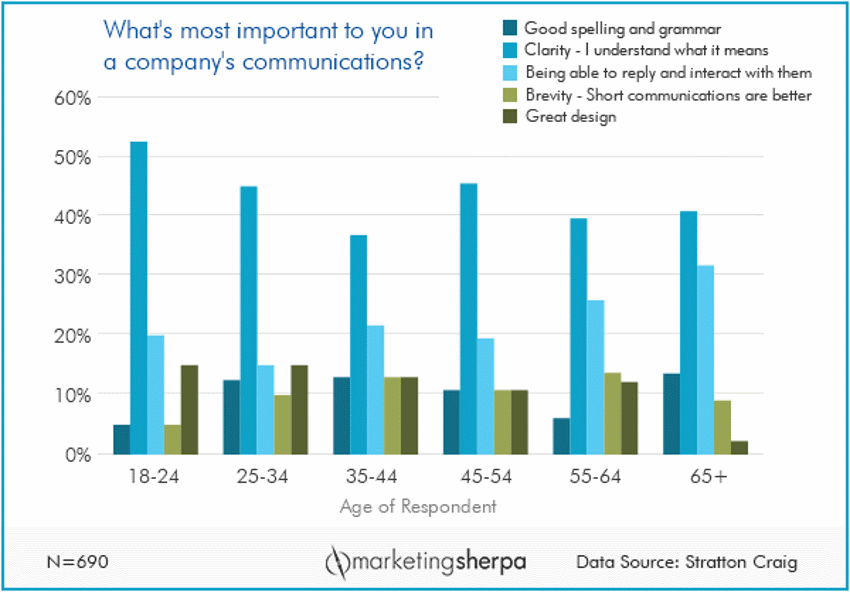 What's most important to you in
a company's communications?
Good spelling and grammar
Clarity - I understand what it means
Being able to reply and interact with them
Brevity - Short communications are better
Great design
60%
50%
40%
30%
20%
10%
0%
18-24 25-34 35-44 45-54 55-64 65+
Age of Respondent
N=690 marketingsherpa Data Source: Stratton Craig